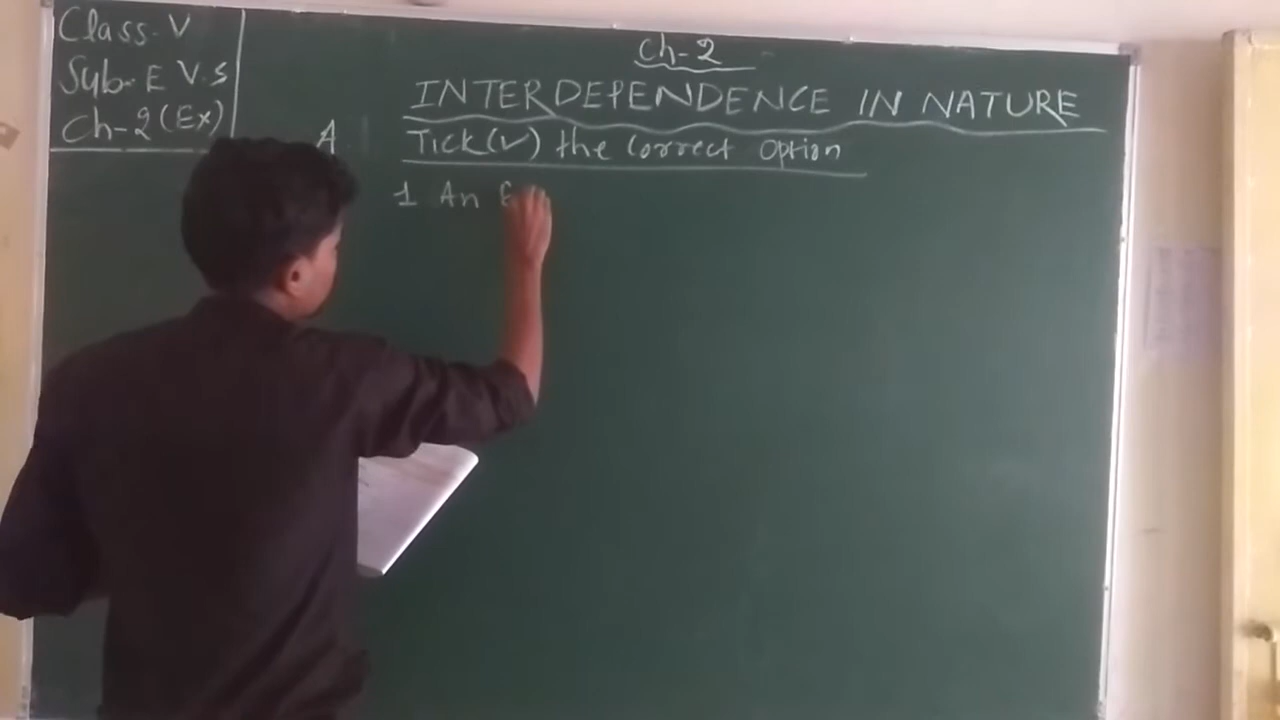 Class-V
Sub-E V.S
Ch-2(Ex)
Ch-2
INTERDEPENDENCE IN NATURE
A. Tick(✓) the Correct Option
1 An E